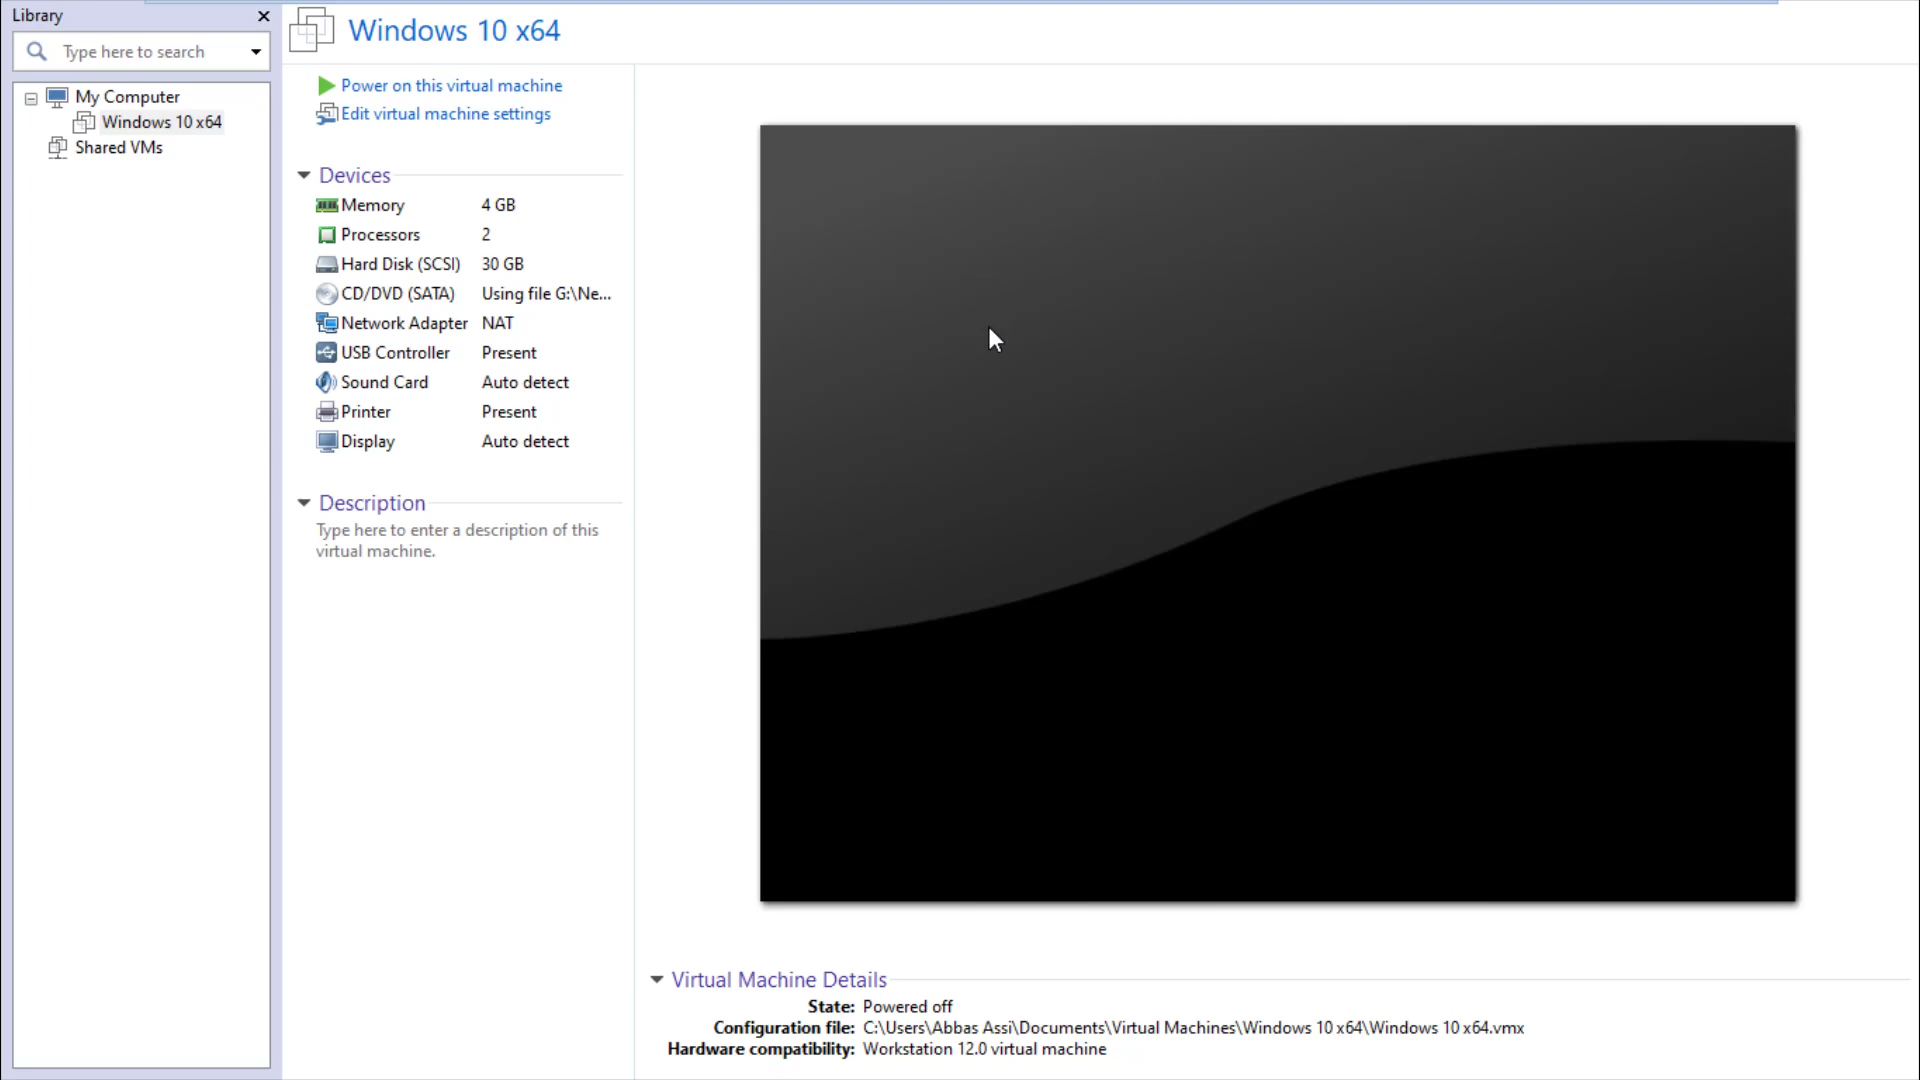 Library
Type here to search
My Computer
Windows 10 x64
Shared VMs
Windows 10 x64
Power on this virtual machine
Edit virtual machine settings
Devices
Memory 4 GB
Processors 2
Hard Disk (SCSI) 30 GB
CD/DVD (SATA) Using file G:\Ne...
Network Adapter NAT
USB Controller Present
Sound Card Auto detect
Printer Present
Display Auto detect
Description
Type here to enter a description of this
virtual machine.
Virtual Machine Details
State: Powered off
Configuration file: C:\Users\Abbas Assi\Documents\Virtual Machines\Windows 10 x64\Windows 10 x64.vmx
Hardware compatibility: Workstation 12.0 virtual machine